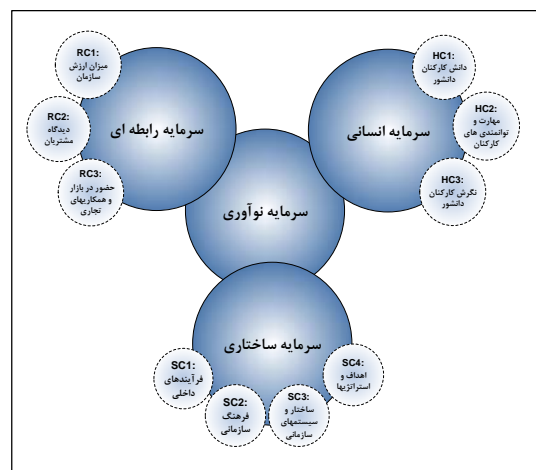 RC1:
میزان ارزش
سازمان
سرمایه رابطه ای
RC2:
دیدگاه
مشتریان
RC3:
حضور در بازار
و همکاریهای
تجاری
HC1:
دانش کارکنان
دانشور
سرمایه انسانی
HC2:
مهارت و
توانمندی های
کارکنان
HC3:
نگرش کارکنان
دانشور
سرمایه نوآوری
سرمایه ساختاری
SC1:
فرآیندهای
داخلی
SC2:
فرهنگ
سازمانی
SC3:
ساختار و
سیستمهای
سازمانی
SC4:
اهداف و
استراتژیها